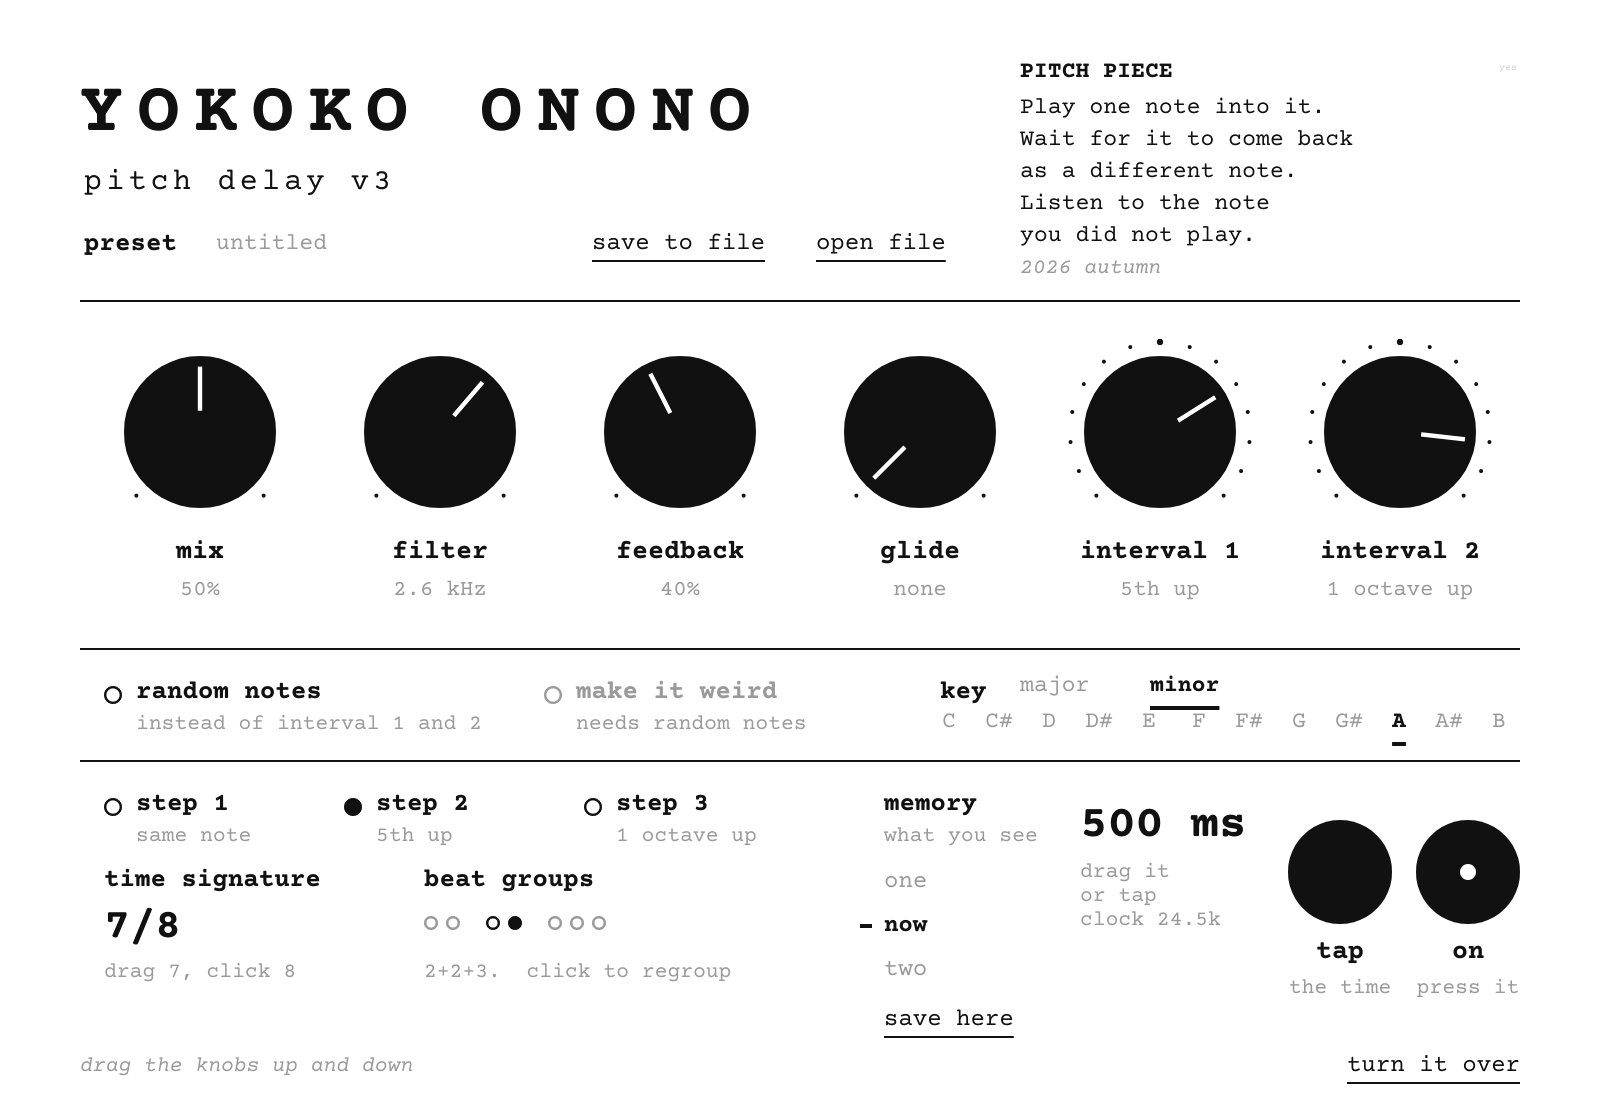 YOKOKO ONONO
pitch delay v3
preset untitled save to file open file
PITCH PIECE
Play one note into it.
Wait for it to come back
as a different note.
Listen to the note
you did not play.
2026 autumn
yes
mix
50%
filter
2.6 kHz
feedback
40%
glide
none
interval 1
5th up
interval 2
1 octave up
random notes
instead of interval 1 and 2
make it weird
needs random notes
key major minor
C C# D D# E F F# G G# A A# B
step 1
same note
step 2
5th up
step 3
1 octave up
time signature
7/8
drag 7, click 8
beat groups
2+2+3. click to regroup
memory
what you see
one
now
two
save here
500 ms
drag it
or tap
clock 24.5k
tap
the time
on
press it
drag the knobs up and down
turn it over